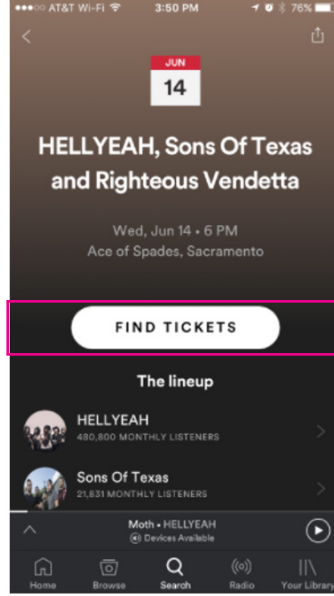 AT&T Wi-Fi 3:50 PM 76%
JUN
14
HELLYEAH, Sons Of Texas
and Righteous Vendetta
Wed, Jun 14 • 6 PM
Ace of Spades, Sacramento
FIND TICKETS
The lineup
HELLYEAH
480,800 MONTHLY LISTENERS
Sons Of Texas
21,831 MONTHLY LISTENERS
Moth • HELLYEAH
Devices Available
Home Browse Search Radio Your Library